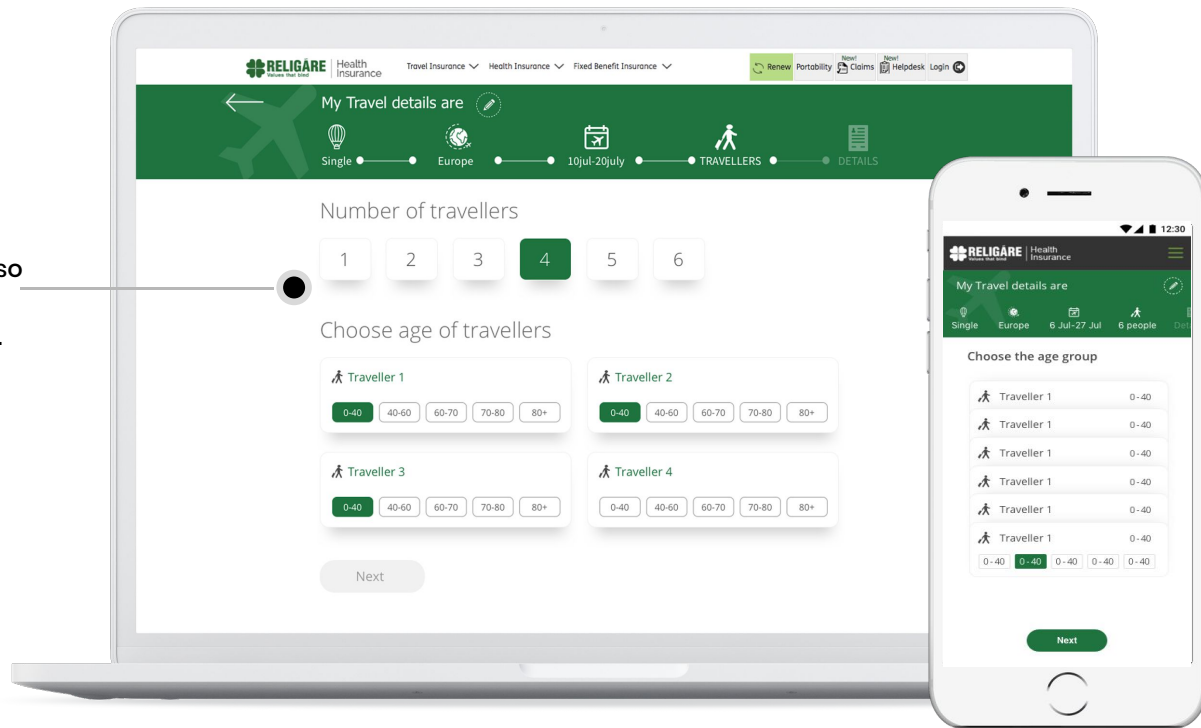 so
.
RELIGARE Health Insurance
Values that bind
Travel Insurance Health Insurance Fixed Benefit Insurance
Renew Portability New! Claims New! Helpdesk Login
My Travel details are
Single Europe 10jul-20july TRAVELLERS DETAILS
Number of travellers
1 2 3 4 5 6
Choose age of travellers
Traveller 1
0-40 40-60 60-70 70-80 80+
Traveller 2
0-40 40-60 60-70 70-80 80+
Traveller 3
0-40 40-60 60-70 70-80 80+
Traveller 4
0-40 40-60 60-70 70-80 80+
Next
12:30
RELIGARE Health Insurance
Values that bind
My Travel details are
Single Europe 6 Jul-27 Jul 6 people Det
Choose the age group
Traveller 1 0-40
Traveller 1 0-40
Traveller 1 0-40
Traveller 1 0-40
Traveller 1 0-40
Traveller 1 0-40
0-40 0-40 0-40 0-40 0-40
Next